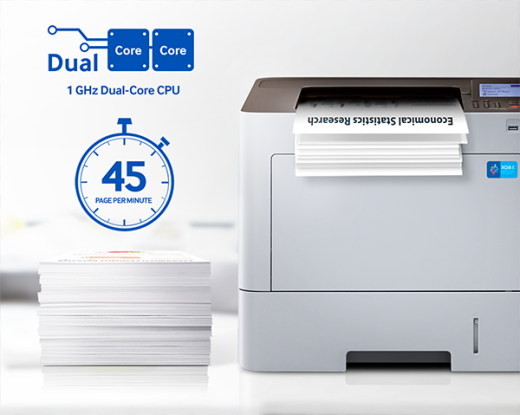 Dual
Core Core
1 GHz Dual-Core CPU
45
PAGE PER MINUTE
Economical Statistics Research